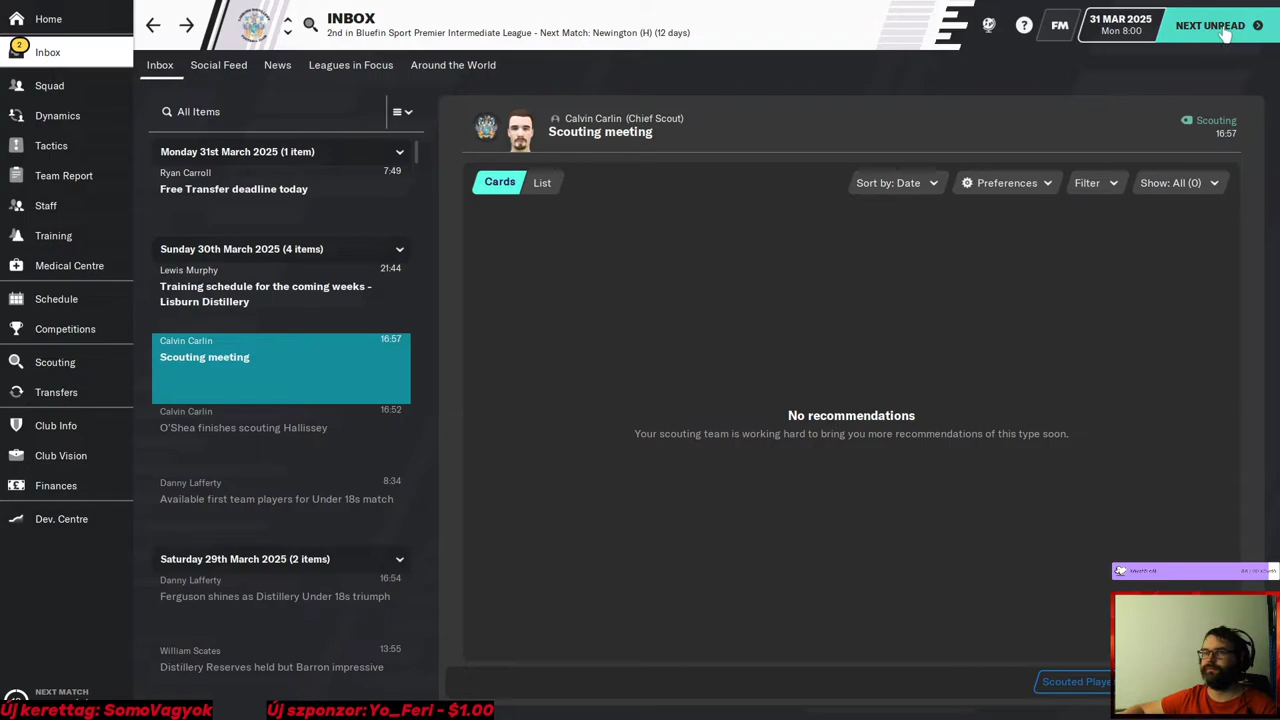 Home
2
Inbox
Squad
Dynamics
Tactics
Team Report
Staff
Training
Medical Centre
Schedule
Competitions
Scouting
Transfers
Club Info
Club Vision
Finances
Dev. Centre
NEXT MATCH
INBOX
2nd in Bluefin Sport Premier Intermediate League - Next Match: Newington (H) (12 days)
FM
31 MAR 2025
Mon 8:00
NEXT UNREAD
Inbox Social Feed News Leagues in Focus Around the World
All Items
Monday 31st March 2025 (1 item)
Ryan Carroll 7:49
Free Transfer deadline today
Sunday 30th March 2025 (4 items)
Lewis Murphy 21:44
Training schedule for the coming weeks -
Lisburn Distillery
Calvin Carlin 16:57
Scouting meeting
Calvin Carlin 16:52
O'Shea finishes scouting Hallissey
Danny Lafferty 8:34
Available first team players for Under 18s match
Saturday 29th March 2025 (2 items)
Danny Lafferty 16:54
Ferguson shines as Distillery Under 18s triumph
William Scates 13:55
Distillery Reserves held but Barron impressive
Calvin Carlin (Chief Scout)
Scouting meeting
Scouting
16:57
Cards List Sort by: Date Preferences Filter Show: All (0)
No recommendations
Your scouting team is working hard to bring you more recommendations of this type soon.
Scouted Playe
Új kerettag: SomoVagyok Új szponzor: Yo_Feri - $1.00